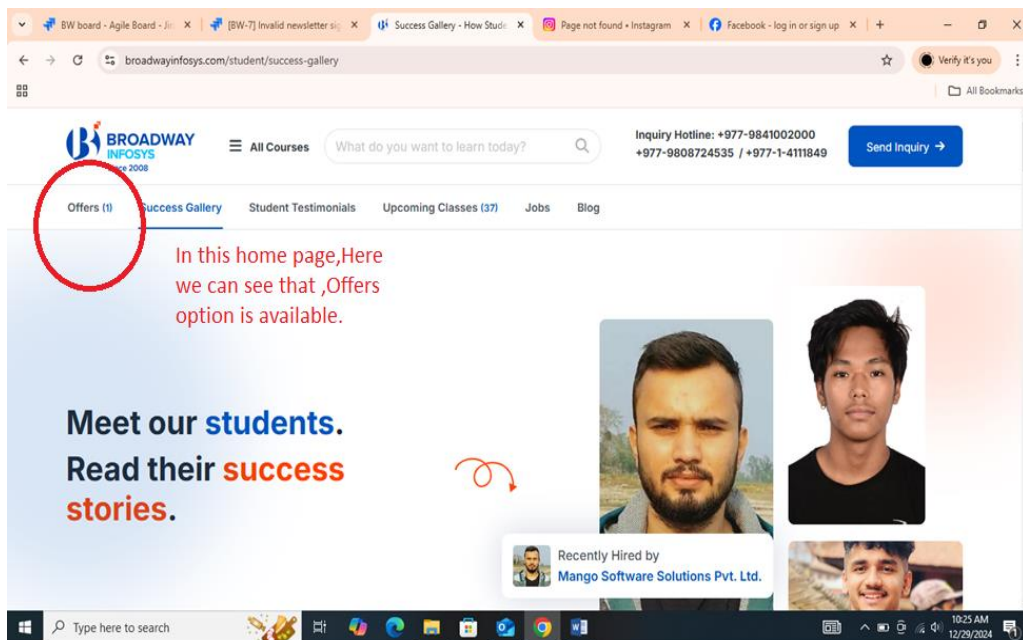 BW board - Agile Board - Jir
[BW-7] Invalid newsletter sig
Success Gallery - How Stude
Page not found • Instagram
Facebook - log in or sign up
broadwayinfosys.com/student/success-gallery
Verify it's you
All Bookmarks
BROADWAY
INFOSYS
Since 2008
All Courses
What do you want to learn today?
Inquiry Hotline: +977-9841002000
+977-9808724535 / +977-1-4111849
Send Inquiry →
Offers (1) Success Gallery Student Testimonials Upcoming Classes (37) Jobs Blog
In this home page,Here
we can see that ,Offers
option is available.
Meet our students.
Read their success
stories.
Recently Hired by
Mango Software Solutions Pvt. Ltd.
Type here to search
10:25 AM
12/29/2024